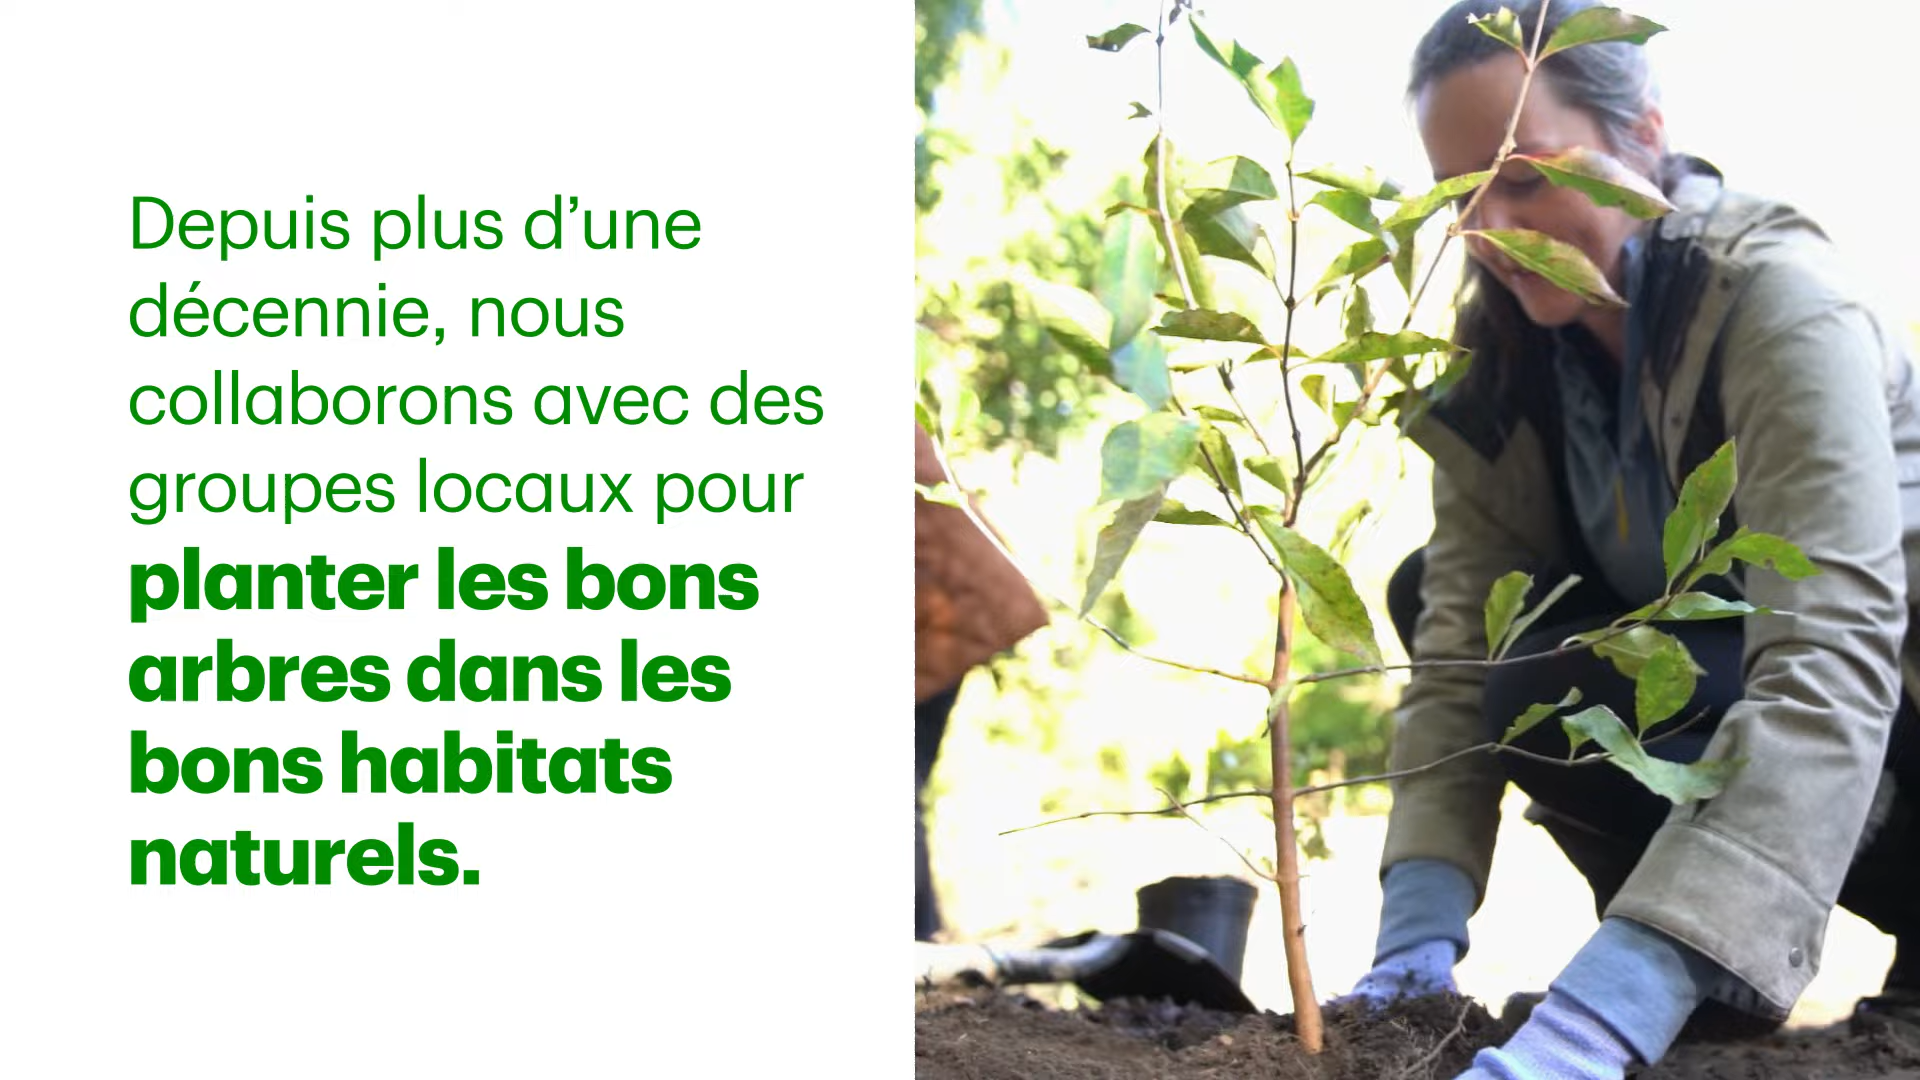 Depuis plus d’une
décennie, nous
collaborons avec des
groupes locaux pour
planter les bons
arbres dans les
bons habitats
naturels.